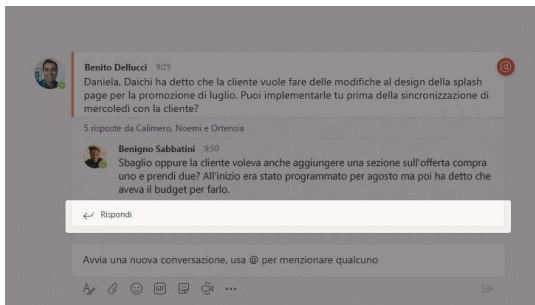 Benito Dellucci 9:25
Daniela, Daichi ha detto che la cliente vuole fare delle modifiche al design della splash
page per la promozione di luglio. Puoi implementarle tu prima della sincronizzazione di
mercoledì con la cliente?
5 risposte da Calimero, Noemi e Ortensia
Benigno Sabbatini 9:50
Sbaglio oppure la cliente voleva anche aggiungere una sezione sull'offerta compra
uno e prendi due? All'inizio era stato programmato per agosto ma poi ha detto che
aveva il budget per farlo.
Rispondi
Avvia una nuova conversazione, usa @ per menzionare qualcuno
GIF